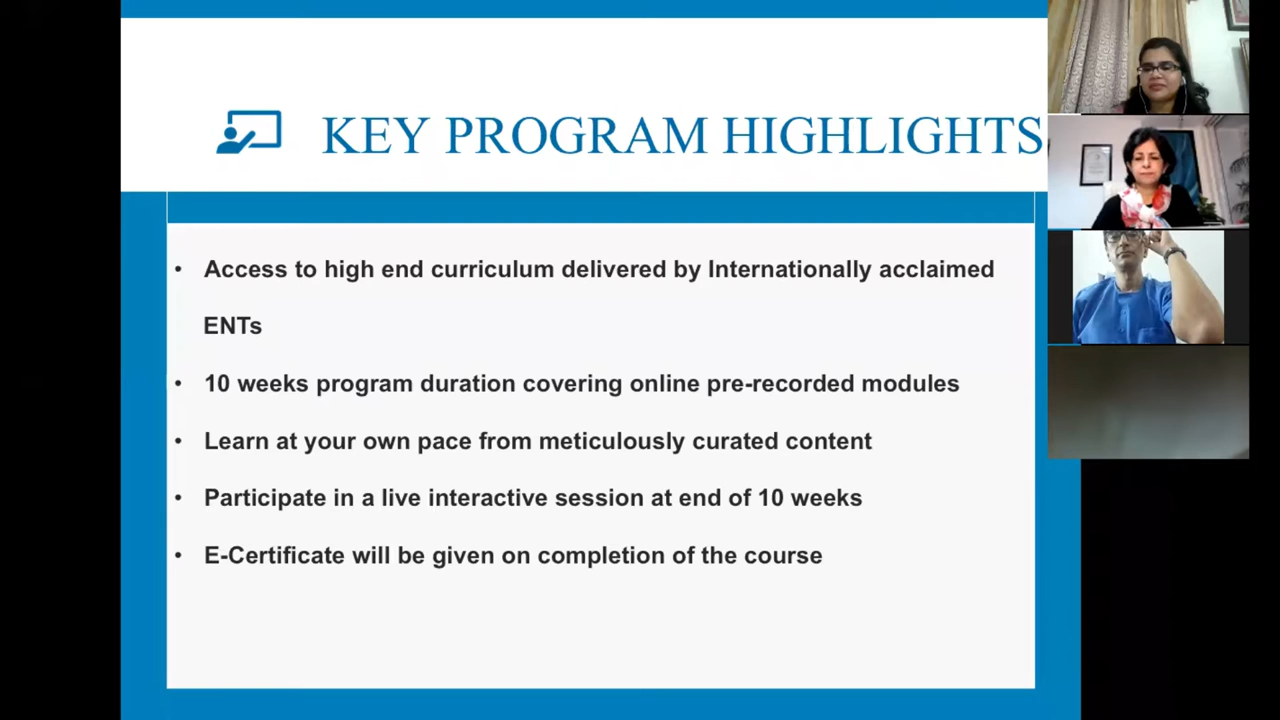 KEY PROGRAM HIGHLIGHTS
• Access to high end curriculum delivered by Internationally acclaimed
ENTs
• 10 weeks program duration covering online pre-recorded modules
• Learn at your own pace from meticulously curated content
• Participate in a live interactive session at end of 10 weeks
• E-Certificate will be given on completion of the course